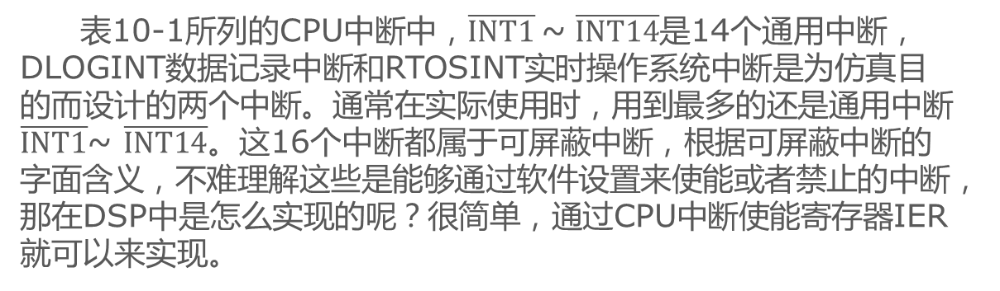 表10-1所列的CPU中断中，INT1 ~ INT14是14个通用中断，
DLOGINT数据记录中断和RTOSINT实时操作系统中断是为仿真目
的而设计的两个中断。通常在实际使用时，用到最多的还是通用中断
INT1~ INT14。这16个中断都属于可屏蔽中断，根据可屏蔽中断的
字面含义，不难理解这些是能够通过软件设置来使能或者禁止的中断，
那在DSP中是怎么实现的呢？很简单，通过CPU中断使能寄存器IER
就可以来实现。